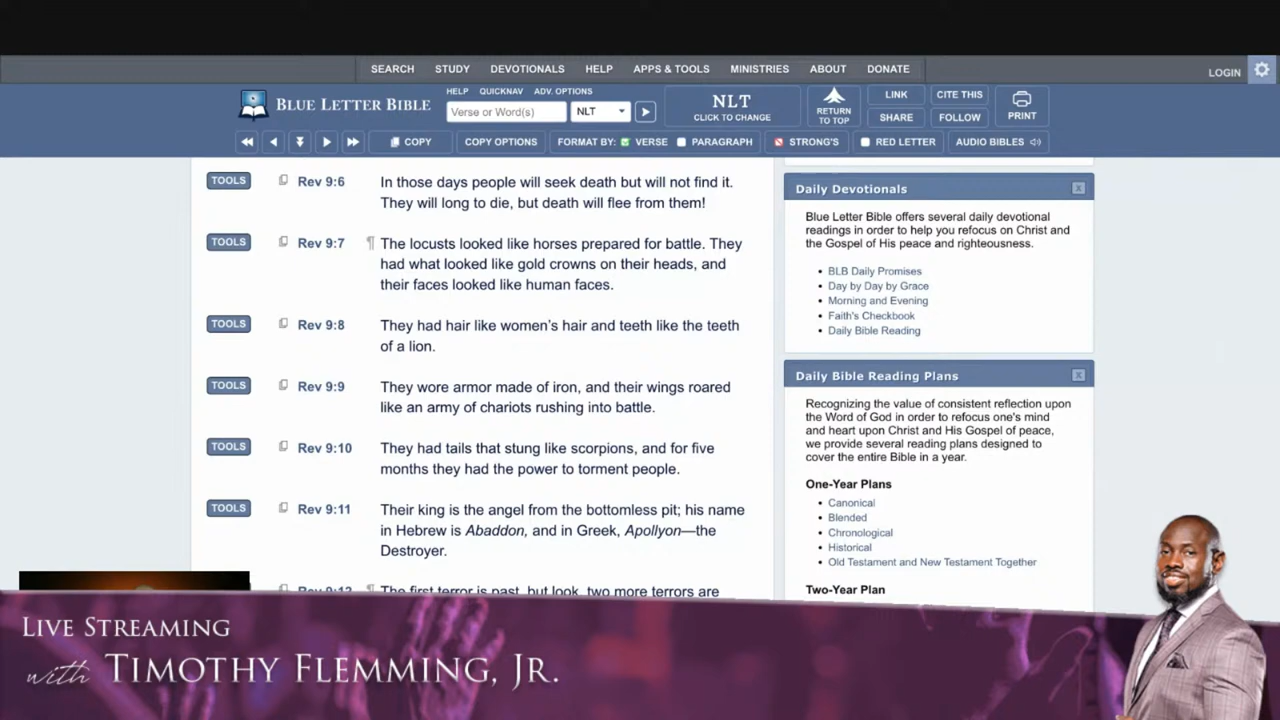 SEARCH STUDY DEVOTIONALS HELP APPS & TOOLS MINISTRIES ABOUT DONATE LOGIN
BLUE LETTER BIBLE
HELP QUICKNAV ADV. OPTIONS
Verse or Word(s) NLT
NLT
CLICK TO CHANGE
RETURN
TO TOP
LINK CITE THIS
SHARE FOLLOW
PRINT
COPY COPY OPTIONS FORMAT BY: VERSE PARAGRAPH STRONG'S RED LETTER AUDIO BIBLES
TOOLS Rev 9:6 In those days people will seek death but will not find it.
They will long to die, but death will flee from them!
TOOLS Rev 9:7 ¶ The locusts looked like horses prepared for battle. They
had what looked like gold crowns on their heads, and
their faces looked like human faces.
TOOLS Rev 9:8 They had hair like women's hair and teeth like the teeth
of a lion.
TOOLS Rev 9:9 They wore armor made of iron, and their wings roared
like an army of chariots rushing into battle.
TOOLS Rev 9:10 They had tails that stung like scorpions, and for five
months they had the power to torment people.
TOOLS Rev 9:11 Their king is the angel from the bottomless pit; his name
in Hebrew is Abaddon, and in Greek, Apollyon—the
Destroyer.
Rev 9:12 ¶ The first terror is past, but look, two more terrors are
Daily Devotionals x
Blue Letter Bible offers several daily devotional
readings in order to help you refocus on Christ and
the Gospel of His peace and righteousness.
• BLB Daily Promises
• Day by Day by Grace
• Morning and Evening
• Faith's Checkbook
• Daily Bible Reading
Daily Bible Reading Plans x
Recognizing the value of consistent reflection upon
the Word of God in order to refocus one's mind
and heart upon Christ and His Gospel of peace,
we provide several reading plans designed to
cover the entire Bible in a year.
One-Year Plans
• Canonical
• Blended
• Chronological
• Historical
• Old Testament and New Testament Together
Two-Year Plan
LIVE STREAMING
with TIMOTHY FLEMMING, JR.